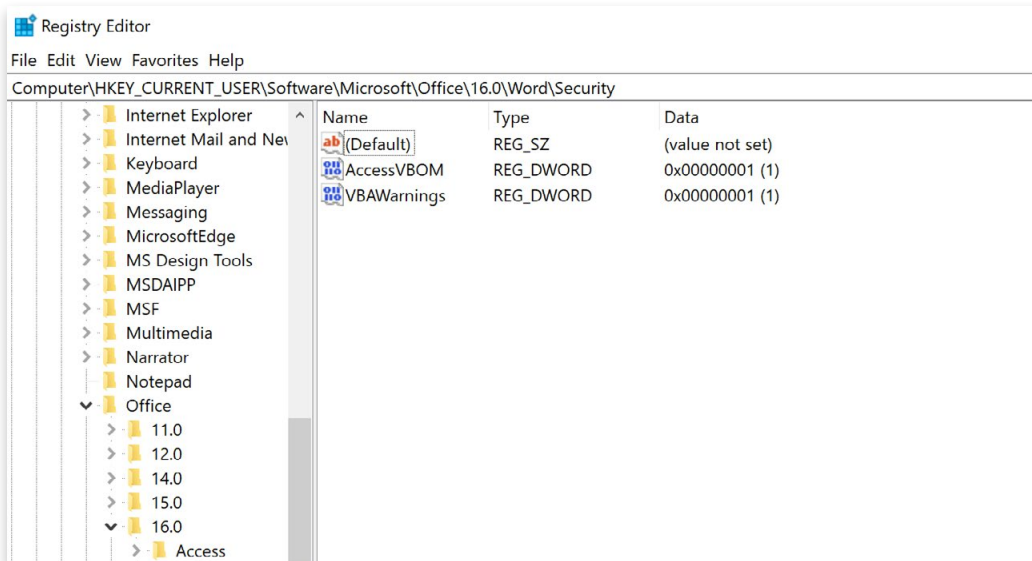 Registry Editor
File Edit View Favorites Help
Computer\HKEY_CURRENT_USER\Software\Microsoft\Office\16.0\Word\Security
Internet Explorer
Internet Mail and Nev
Keyboard
MediaPlayer
Messaging
MicrosoftEdge
MS Design Tools
MSDAIPP
MSF
Multimedia
Narrator
Notepad
Office
11.0
12.0
14.0
15.0
16.0
Access
Name Type Data
(Default) REG_SZ (value not set)
AccessVBOM REG_DWORD 0x00000001 (1)
VBAWarnings REG_DWORD 0x00000001 (1)